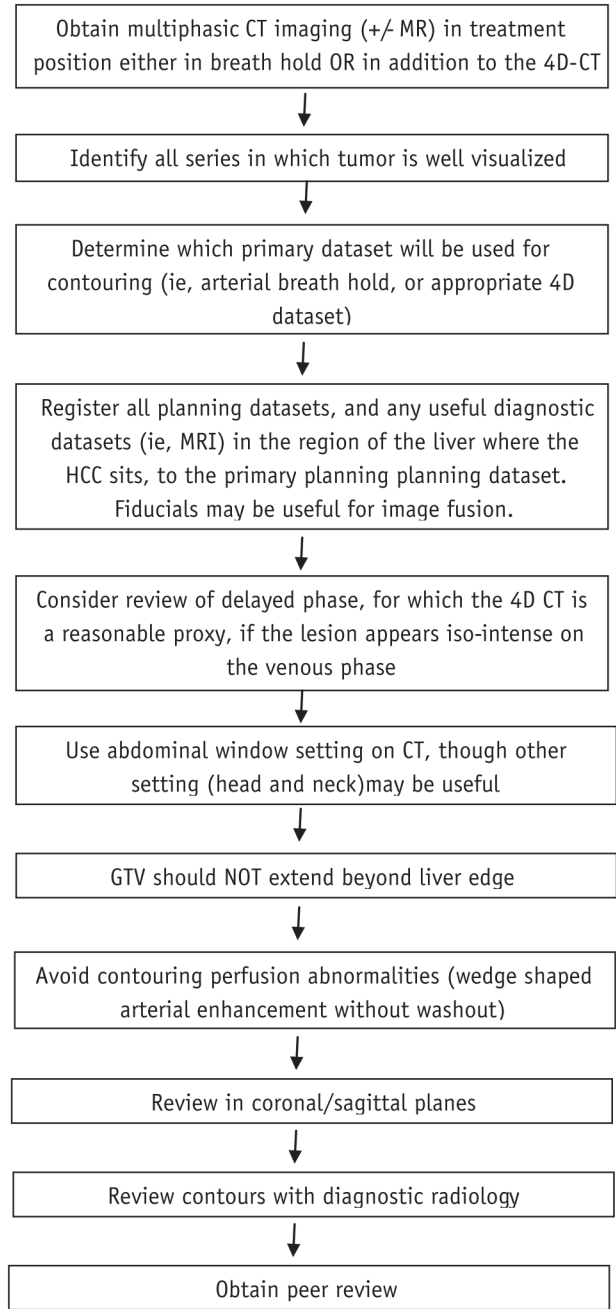 Obtain multiphasic CT imaging (+/- MR) in treatment
position either in breath hold OR in addition to the 4D-CT
Identify all series in which tumor is well visualized
Determine which primary dataset will be used for
contouring (ie, arterial breath hold, or appropriate 4D
dataset)
Register all planning datasets, and any useful diagnostic
datasets (ie, MRI) in the region of the liver where the
HCC sits, to the primary planning planning dataset.
Fiducials may be useful for image fusion.
Consider review of delayed phase, for which the 4D CT is
a reasonable proxy, if the lesion appears iso-intense on
the venous phase
Use abdominal window setting on CT, though other
setting (head and neck)may be useful
GTV should NOT extend beyond liver edge
Avoid contouring perfusion abnormalities (wedge shaped
arterial enhancement without washout)
Review in coronal/sagittal planes
Review contours with diagnostic radiology
Obtain peer review